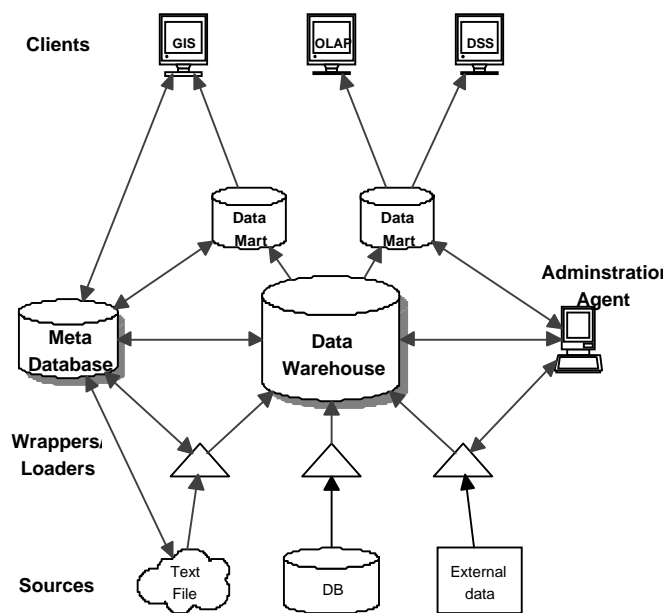 Clients
GIS
OLAP
DSS
Data
Mart
Data
Mart
Adminstration
Agent
Meta
Database
Data
Warehouse
Wrappers/
Loaders
Sources
Text
File
DB
External
data